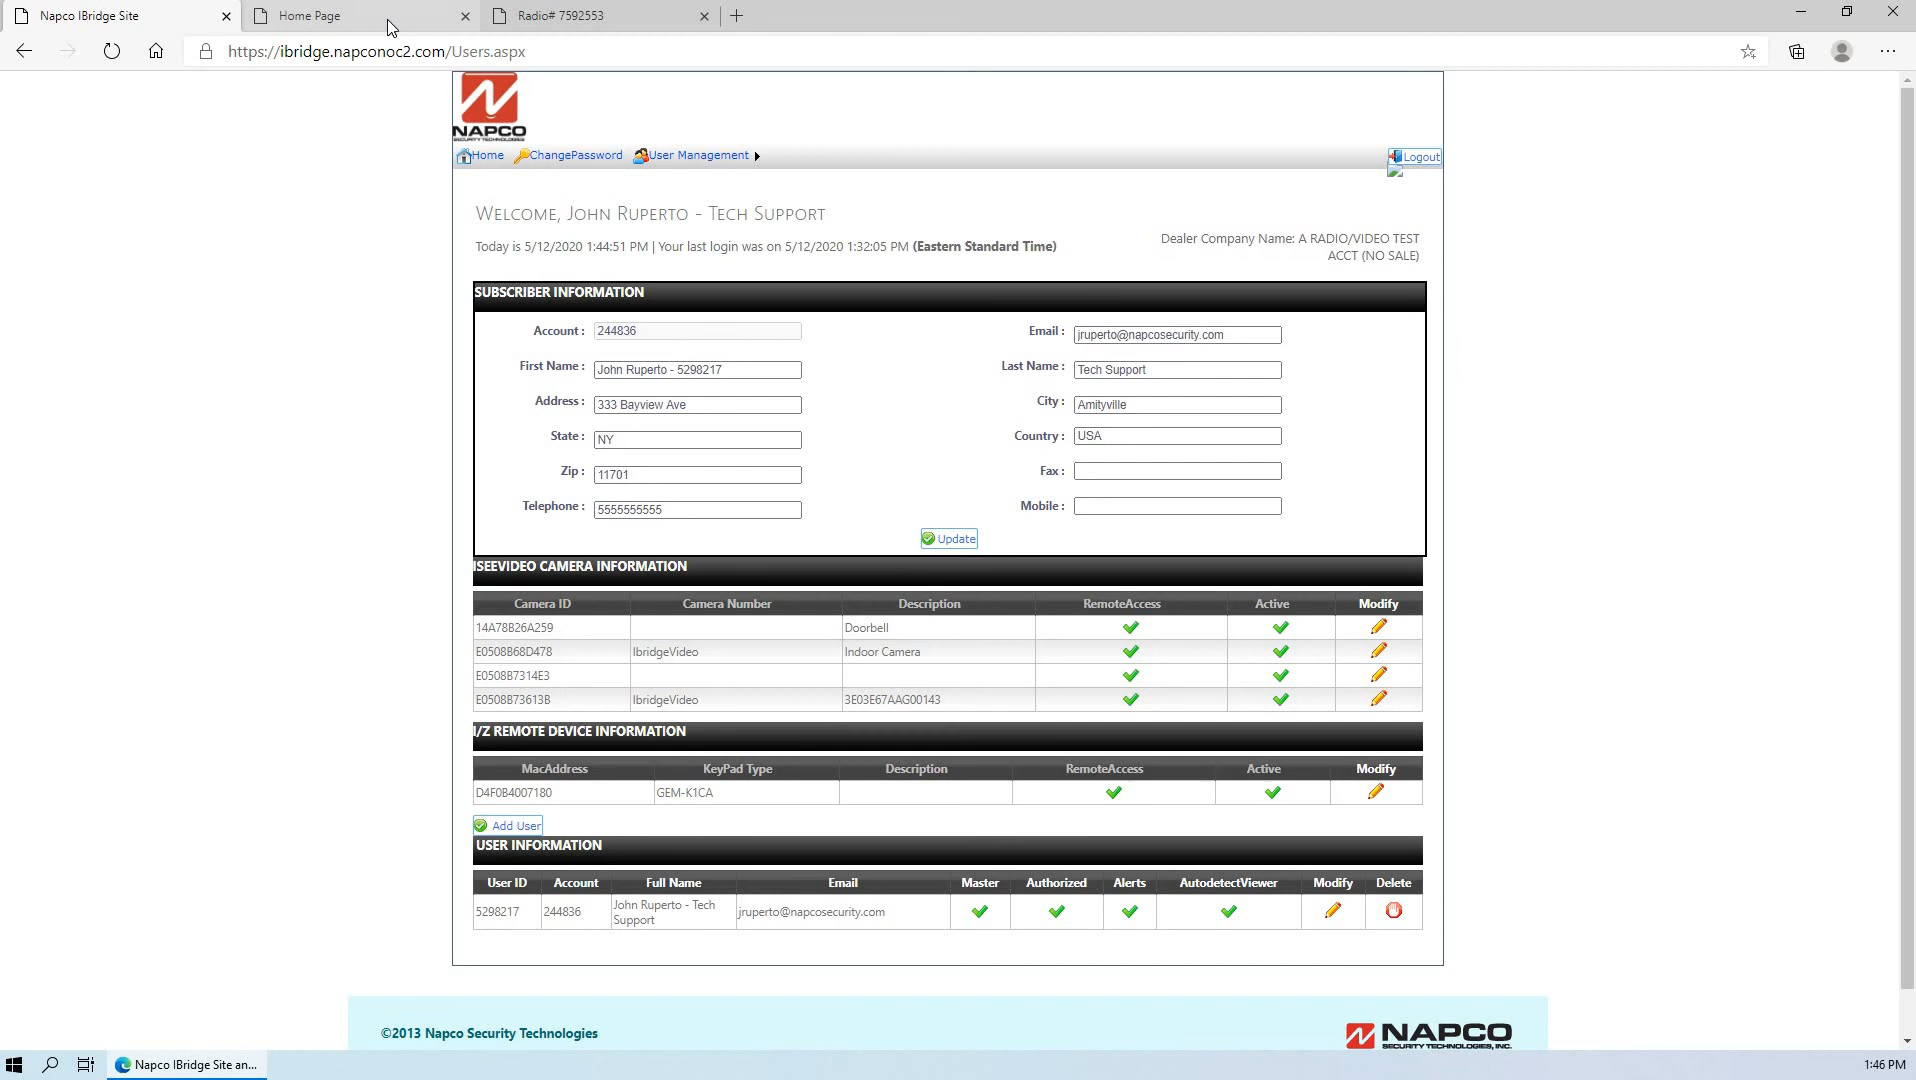 Napco IBridge Site
Home Page
Radio# 7592553
https://ibridge.napconoc2.com/Users.aspx
NAPCO
SECURITY TECHNOLOGIES
Home ChangePassword User Management
Logout
WELCOME, JOHN RUPERTO - TECH SUPPORT
Today is 5/12/2020 1:44:51 PM | Your last login was on 5/12/2020 1:32:05 PM (Eastern Standard Time)
Dealer Company Name: A RADIO/VIDEO TEST
ACCT (NO SALE)
SUBSCRIBER INFORMATION
Account : 244836 Email : jruperto@napcosecurity.com
First Name : John Ruperto - 5298217 Last Name : Tech Support
Address : 333 Bayview Ave City : Amityville
State : NY Country : USA
Zip : 11701 Fax :
Telephone : 5555555555 Mobile :
Update
ISEEVIDEO CAMERA INFORMATION
Camera ID Camera Number Description RemoteAccess Active Modify
14A78B26A259 Doorbell
E0508B68D478 IbridgeVideo Indoor Camera
E0508B7314E3
E0508B73613B IbridgeVideo 3E03E67AAG00143
I/Z REMOTE DEVICE INFORMATION
MacAddress KeyPad Type Description RemoteAccess Active Modify
D4F0B4007180 GEM-K1CA
Add User
USER INFORMATION
User ID Account Full Name Email Master Authorized Alerts AutodetectViewer Modify Delete
5298217 244836 John Ruperto - Tech Support jruperto@napcosecurity.com
©2013 Napco Security Technologies
NAPCO
SECURITY TECHNOLOGIES, INC.
Napco IBridge Site an...
1:46 PM